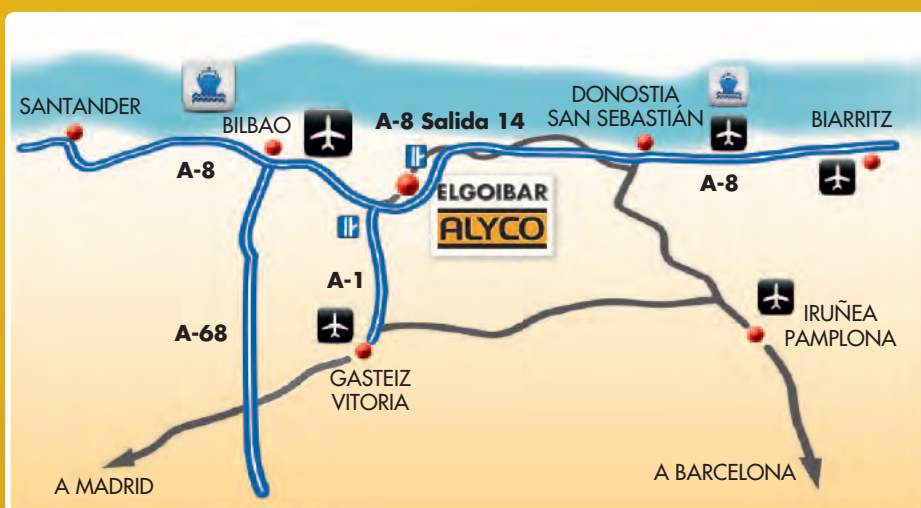 SANTANDER
BILBAO
A-8 Salida 14
DONOSTIA
SAN SEBASTIÁN
BIARRITZ
A-8
A-8
ELGOIBAR
ALYCO
A-1
A-68
IRUÑEA
PAMPLONA
GASTEIZ
VITORIA
A MADRID
A BARCELONA